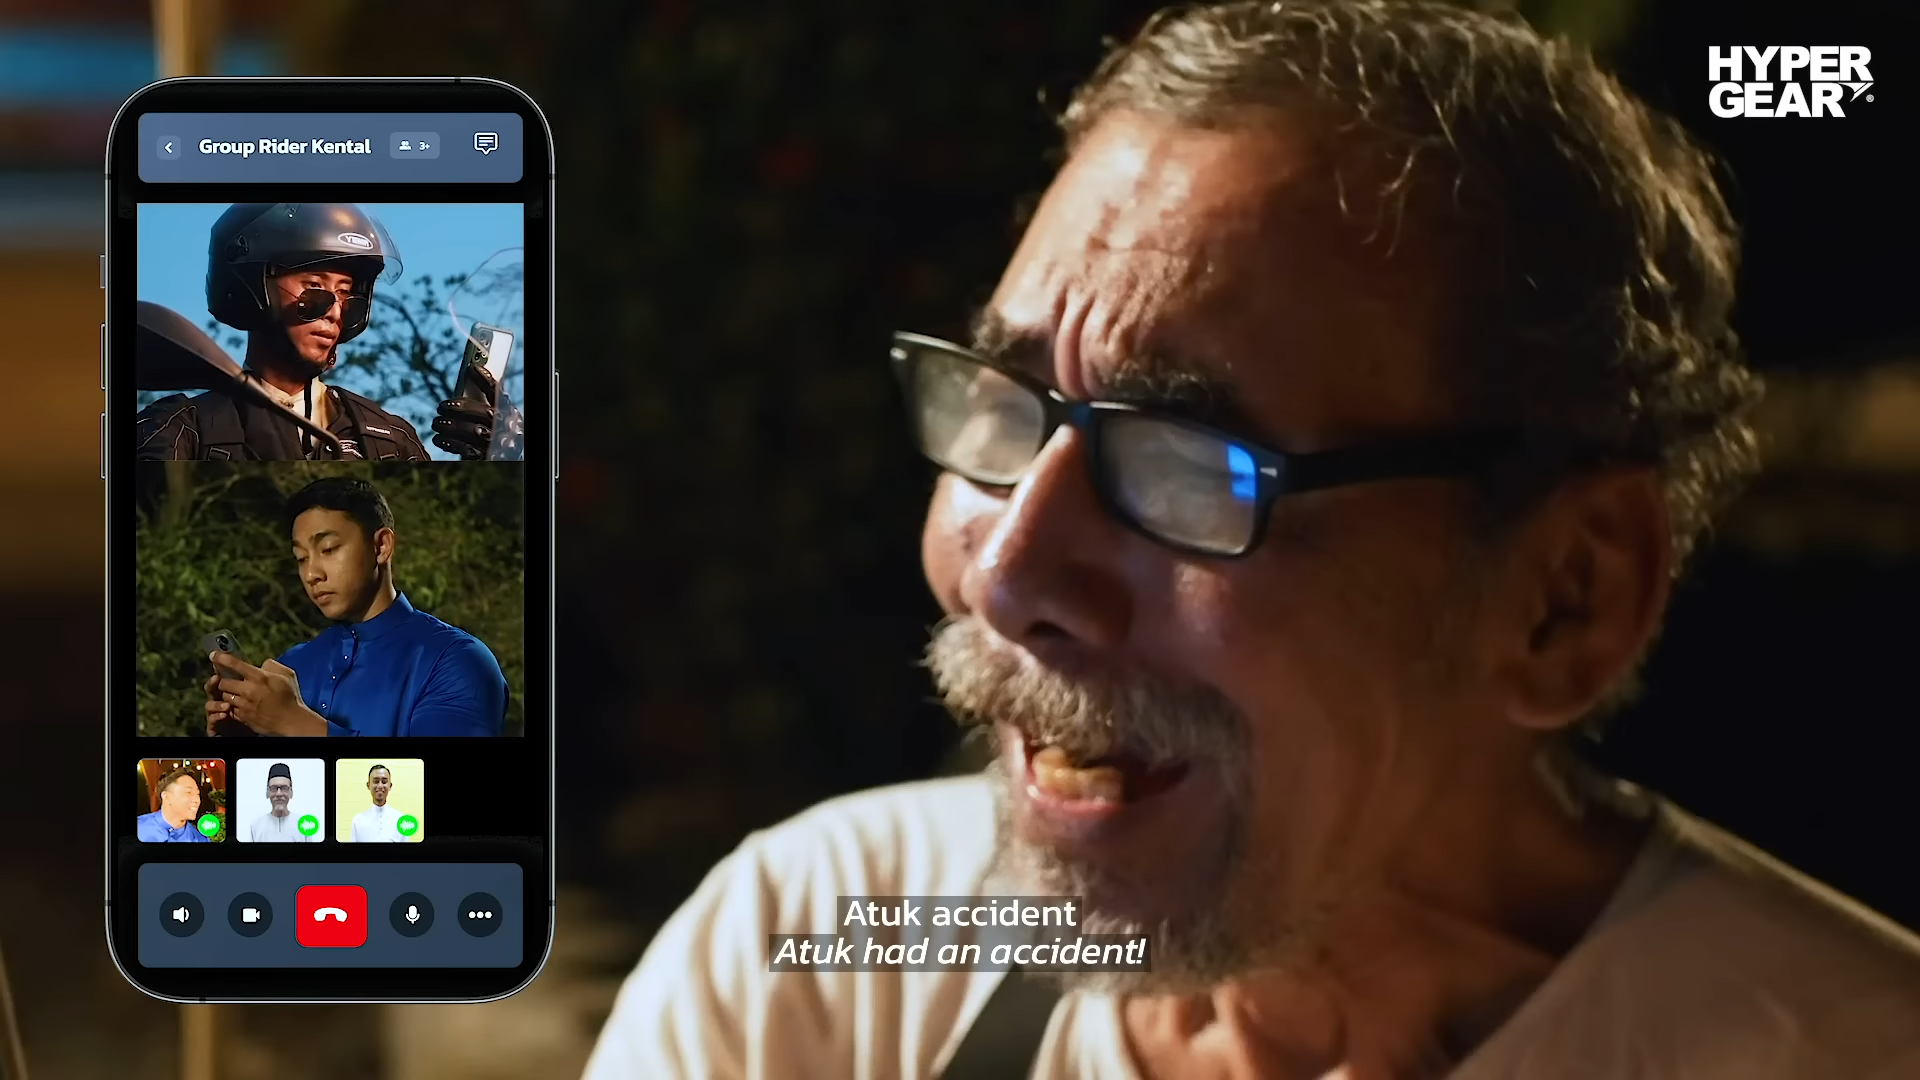 HYPER
GEAR
Group Rider Kental
3+
Atuk accident
Atuk had an accident!